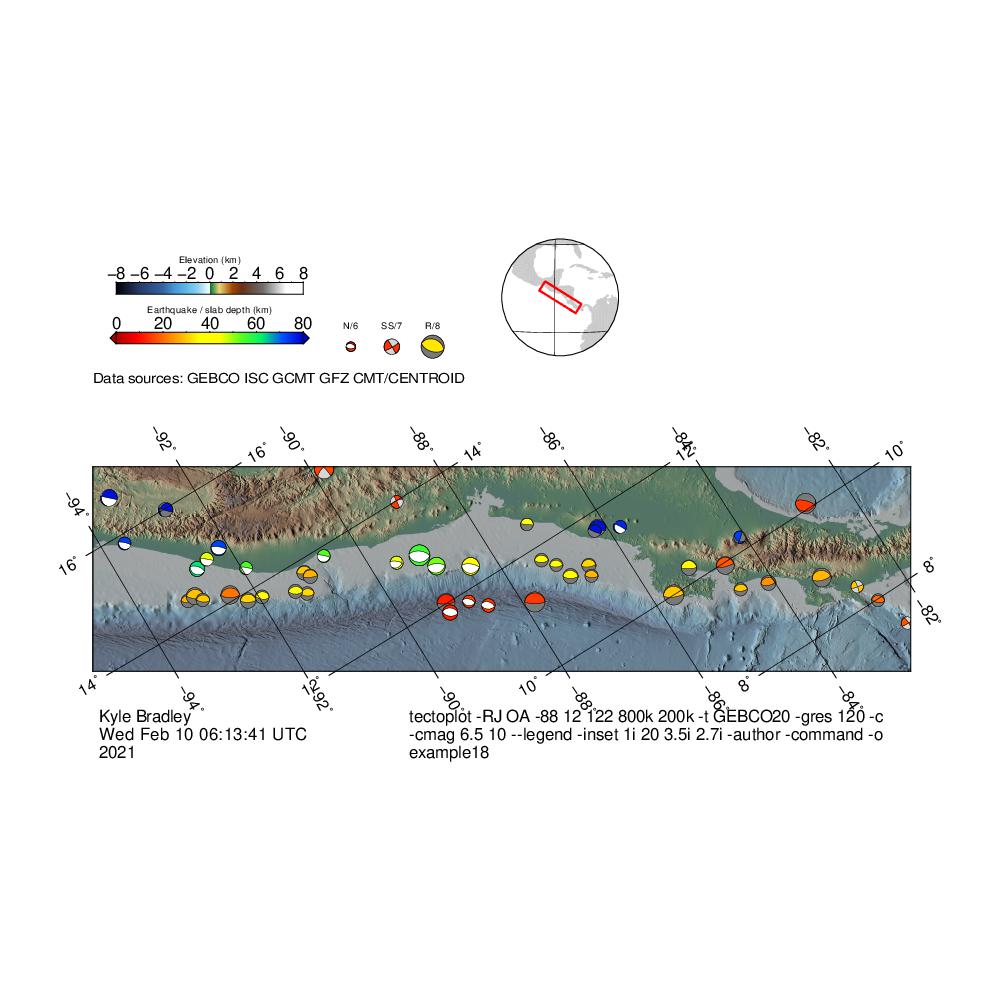 Elevation (km)
−8 −6 −4 −2 0 2 4 6 8
Earthquake / slab depth (km)
0 20 40 60 80
N/6 SS/7 R/8
Data sources: GEBCO ISC GCMT GFZ CMT/CENTROID
−92° 16° −90° −88° 14° −86° −84° 12° −82° 10°
−94°
16°
8°
−82°
14° −94° 12° −92° −90° 10° −88° −86° 8° −84°
Kyle Bradley
Wed Feb 10 06:13:41 UTC
2021
tectoplot -RJ OA -88 12 122 800k 200k -t GEBCO20 -gres 120 -c
-cmag 6.5 10 --legend -inset 1i 20 3.5i 2.7i -author -command -o
example18